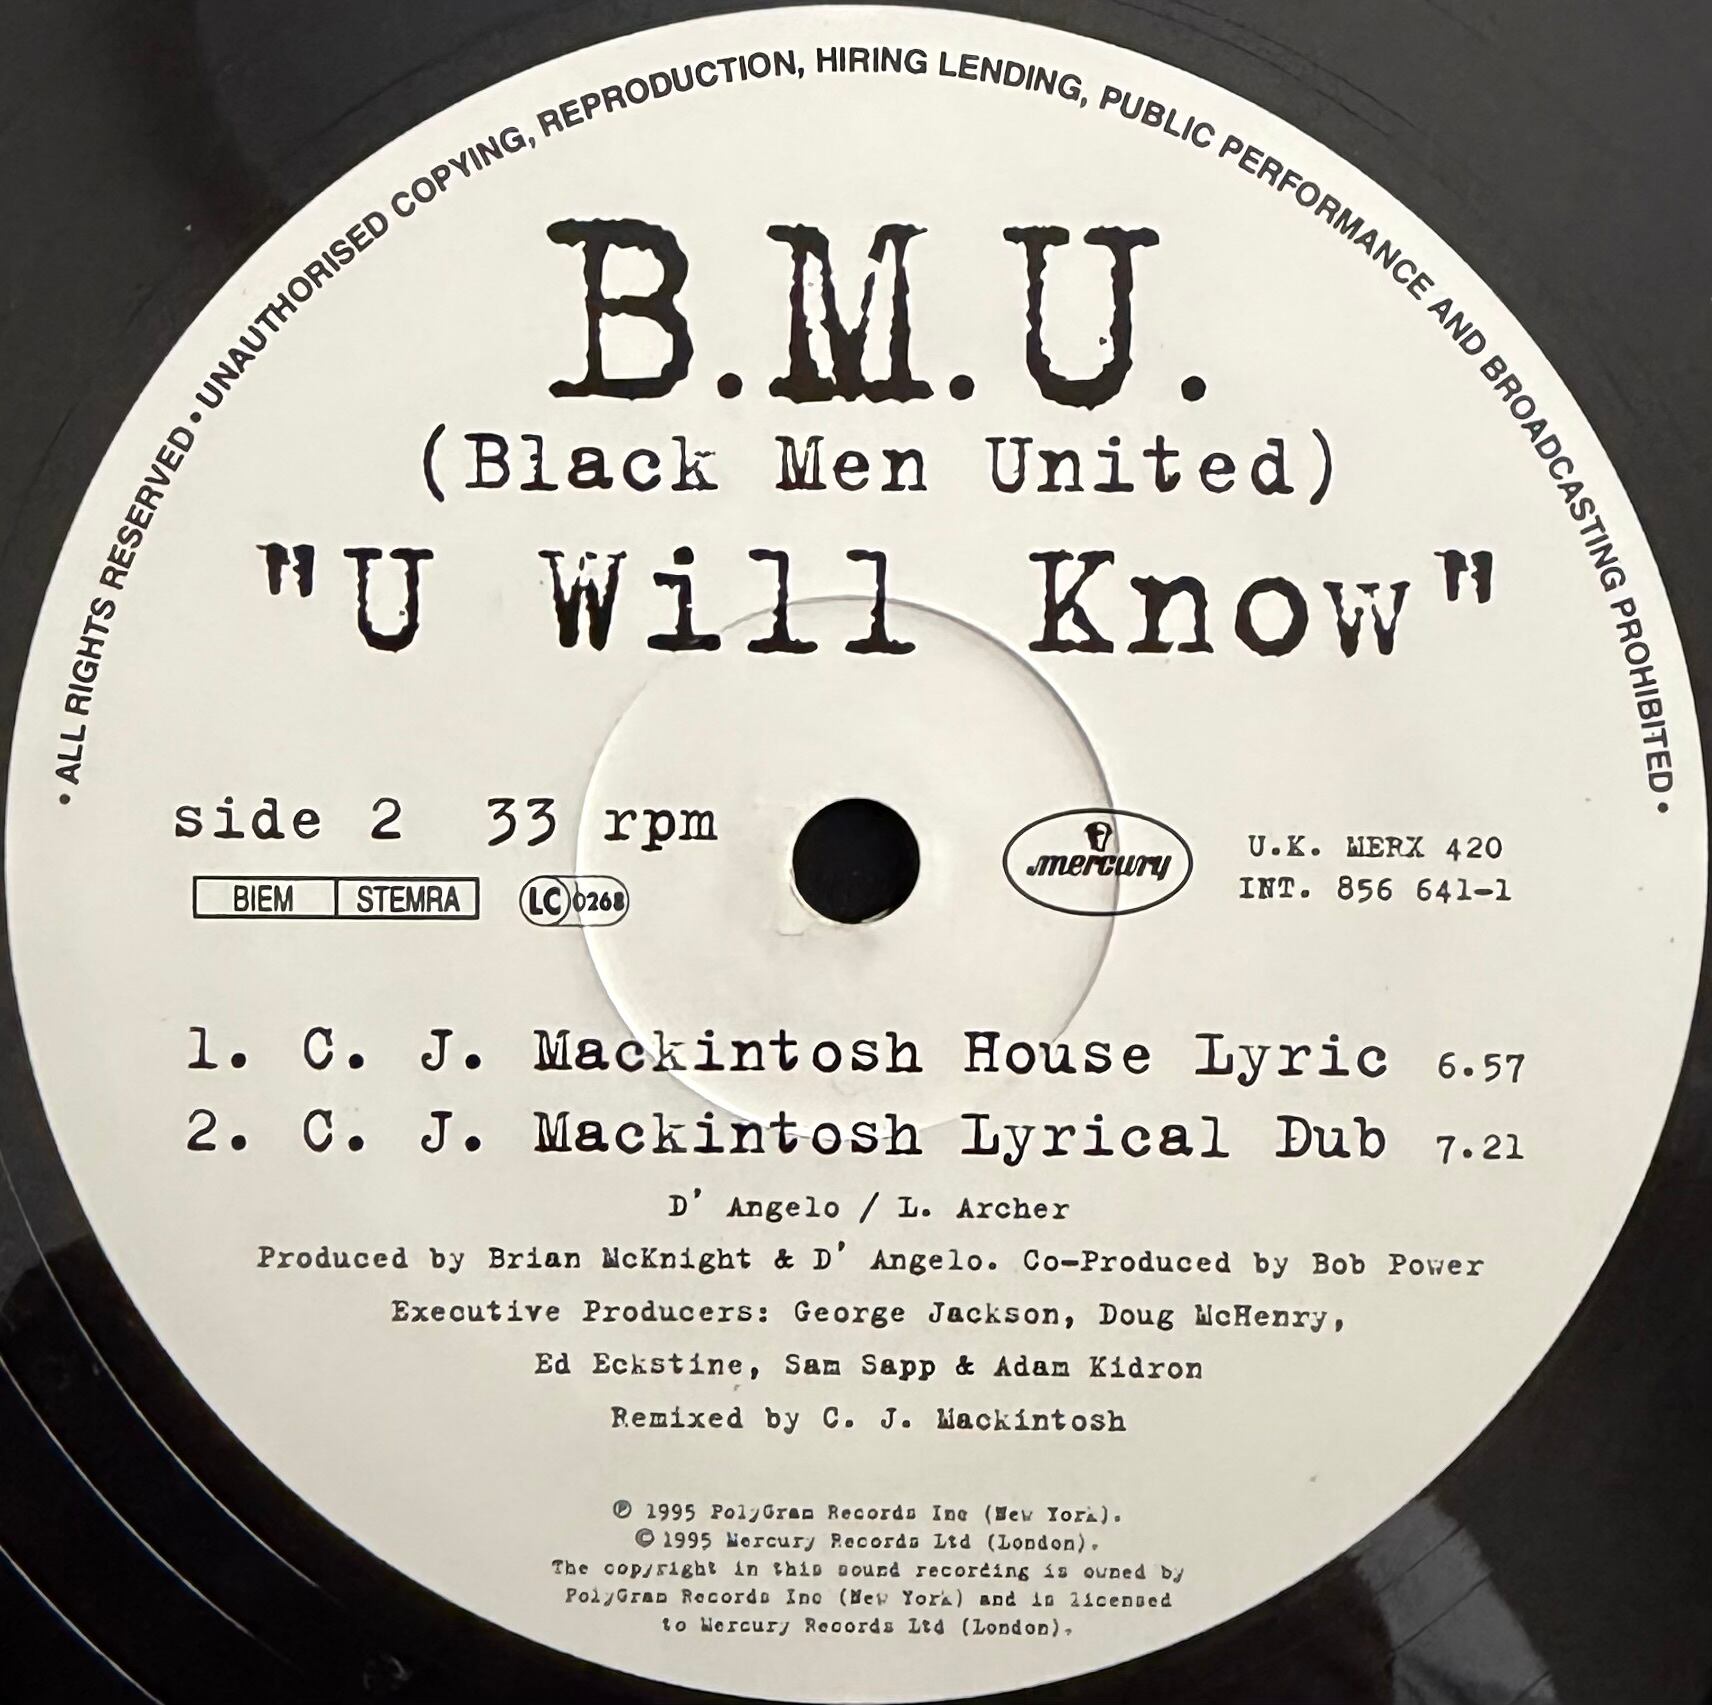 • ALL RIGHTS RESERVED • UNAUTHORISED COPYING, REPRODUCTION, HIRING LENDING, PUBLIC PERFORMANCE AND BROADCASTING PROHIBITED •
B.M.U.
(Black Men United)
"U Will Know"
side 2 33 rpm
BIEM STEMRA LC 0268
mercury
U.K. MERX 420
INT. 856 641-1
1. C. J. Mackintosh House Lyric 6.57
2. C. J. Mackintosh Lyrical Dub 7.21
D' Angelo / L. Archer
Produced by Brian McKnight & D' Angelo. Co-Produced by Bob Power
Executive Producers: George Jackson, Doug McHenry,
Ed Eckstine, Sam Sapp & Adam Kidron
Remixed by C. J. Mackintosh
℗ 1995 PolyGram Records Inc (New York).
© 1995 Mercury Records Ltd (London).
The copyright in this sound recording is owned by
PolyGram Records Inc (New York) and is licensed
to Mercury Records Ltd (London).